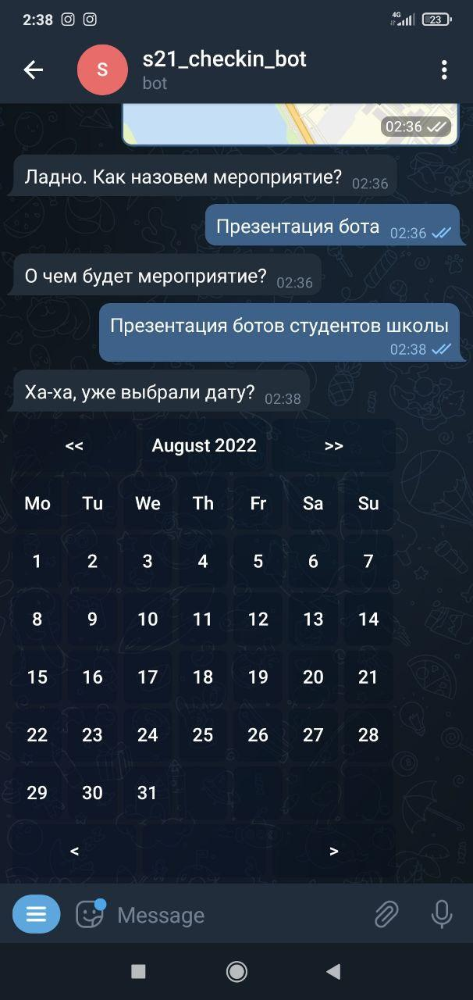 2:38 4G 23
S s21_checkin_bot
bot
02:36
Ладно. Как назовем мероприятие? 02:36
Презентация бота 02:36
О чем будет мероприятие? 02:36
Презентация ботов студентов школы
02:38
Ха-ха, уже выбрали дату? 02:38
<< August 2022 >>
Mo Tu We Th Fr Sa Su
1 2 3 4 5 6 7
8 9 10 11 12 13 14
15 16 17 18 19 20 21
22 23 24 25 26 27 28
29 30 31
< >
Message